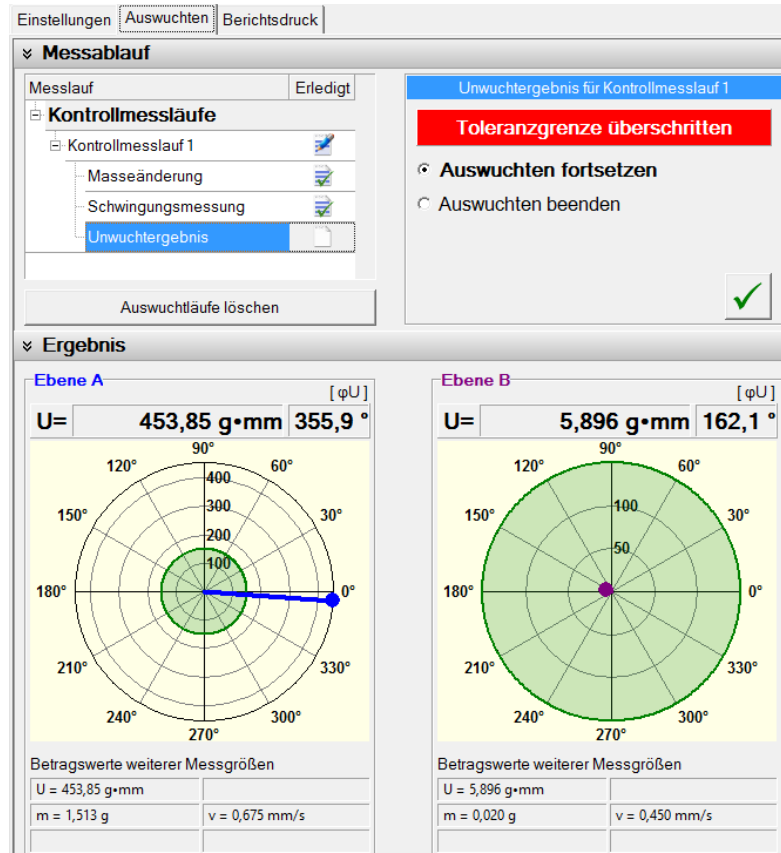 Einstellungen Auswuchten Berichtsdruck
Messablauf
Messlauf Erledigt
Kontrollmessläufe
Kontrollmesslauf 1
Masseänderung
Schwingungsmessung
Unwuchtergebnis
Auswuchtläufe löschen
Unwuchtergebnis für Kontrollmesslauf 1
Toleranzgrenze überschritten
Auswuchten fortsetzen
Auswuchten beenden
Ergebnis
Ebene A
[ φU ]
U= 453,85 g•mm 355,9 °
90°
120° 60°
400
300
150° 30°
200
100
180° 0°
210° 330°
240° 300°
270°
Betragswerte weiterer Messgrößen
U = 453,85 g•mm
m = 1,513 g v = 0,675 mm/s
Ebene B
[ φU ]
U= 5,896 g•mm 162,1 °
90°
120° 60°
100
150° 30°
50
180° 0°
210° 330°
240° 300°
270°
Betragswerte weiterer Messgrößen
U = 5,896 g•mm
m = 0,020 g v = 0,450 mm/s